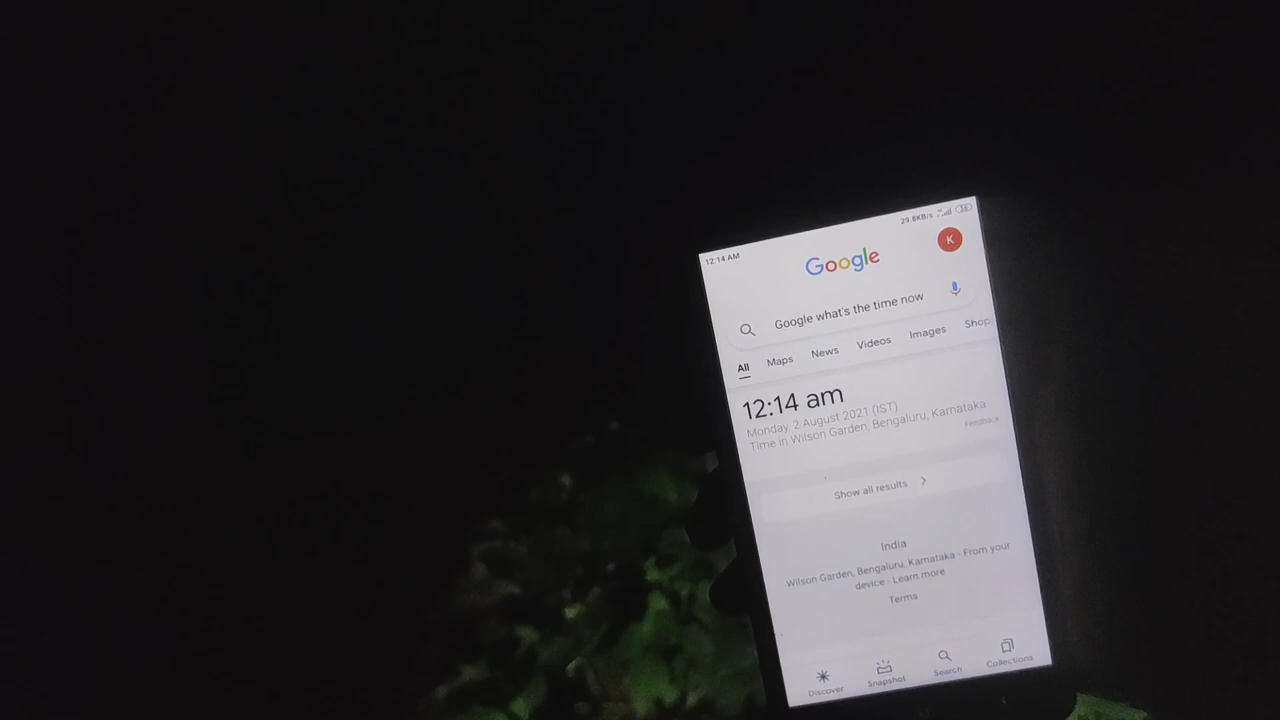 29.8KB/s
12:14 AM
Google
K
Google what's the time now
All Maps News Videos Images Shop
12:14 am
Monday, 2 August 2021 (IST)
Time in Wilson Garden, Bengaluru, Karnataka
Feedback
Show all results
India
Wilson Garden, Bengaluru, Karnataka - From your
device - Learn more
Terms
Discover Snapshot Search Collections